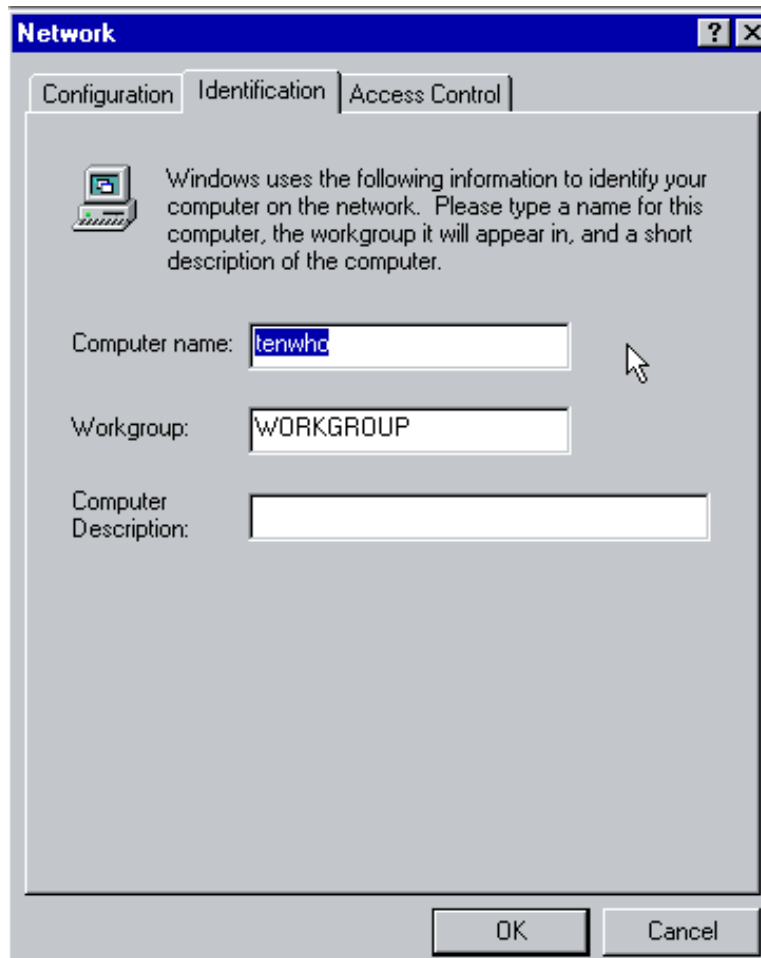 Network
Configuration Identification Access Control
Windows uses the following information to identify your
computer on the network. Please type a name for this
computer, the workgroup it will appear in, and a short
description of the computer.
Computer name: tenwho
Workgroup: WORKGROUP
Computer
Description:
OK Cancel